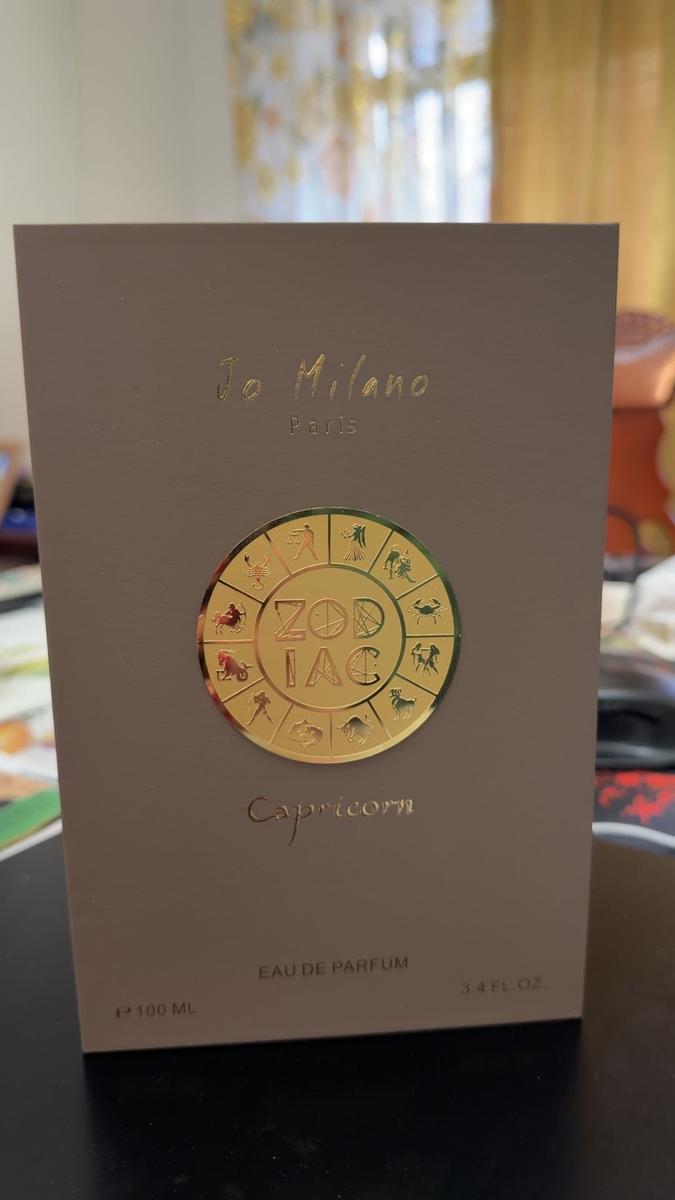 Jo Milano
Paris
ZOD
IAC
Capricorn
EAU DE PARFUM
℮ 100 ML
3.4 FL.OZ.